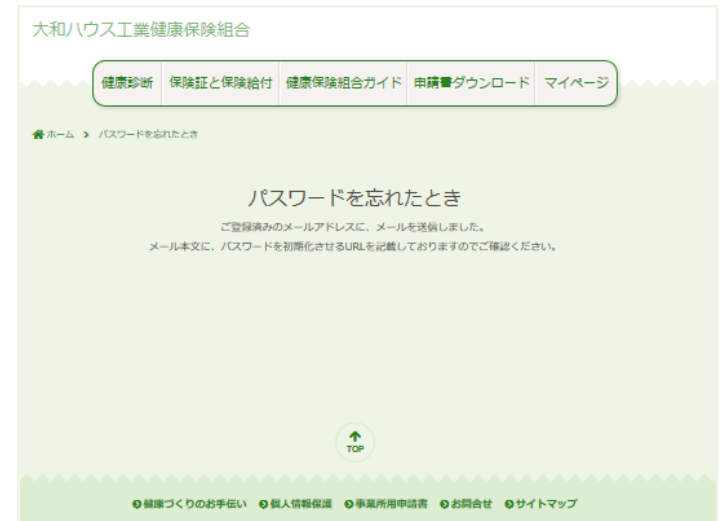 大和ハウス工業健康保険組合
健康診断 保険証と保険給付 健康保険組合ガイド 申請書ダウンロード マイページ
ホーム > パスワードを忘れたとき
パスワードを忘れたとき
ご登録済みのメールアドレスに、メールを送信しました。
メール本文に、パスワードを初期化させるURLを記載しておりますのでご確認ください。
TOP
健康づくりのお手伝い 個人情報保護 事業所用申請書 お問合せ サイトマップ